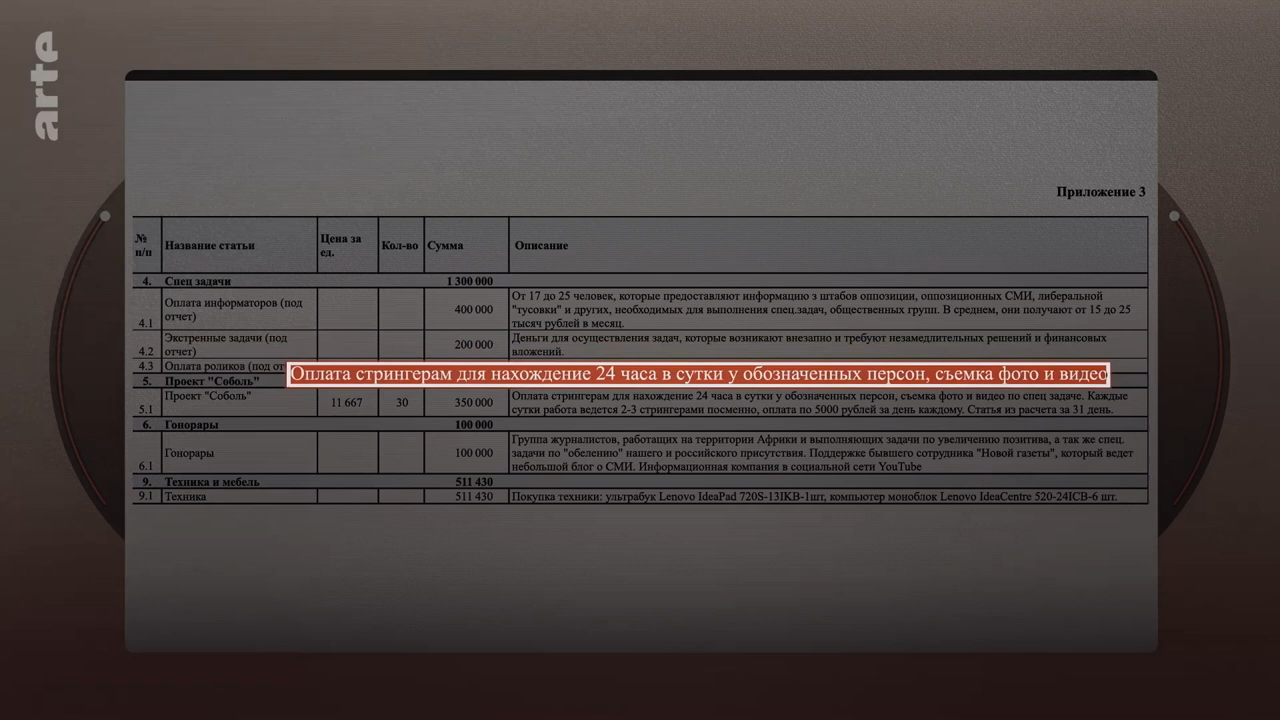 arte
Приложение 3
№ п/п Название статьи Цена за ед. Кол-во Сумма Описание
4. Спец задачи 1 300 000
4.1 Оплата информаторов (под отчет) 400 000
От 17 до 25 человек, которые предоставляют информацию з штабов оппозиции, оппозиционных СМИ, либеральной
"тусовки" и других, необходимых для выполнения спец.задач, общественных групп. В среднем, они получают от 15 до 25
тысяч рублей в месяц.
4.2 Экстренные задачи (под отчет) 200 000
Деньги для осуществления задач, которые возникают внезапно и требуют незамедлительных решений и финансовых
вложений.
4.3 Оплата роликов (под от
Оплата стрингерам для нахождение 24 часа в сутки у обозначенных персон, съемка фото и видео
5. Проект "Соболь"
5.1 Проект "Соболь" 11 667 30 350 000
Оплата стрингерам для нахождение 24 часа в сутки у обозначенных персон, съемка фото и видео по спец задаче. Каждые
сутки работа ведется 2-3 стрингерами посменно, оплата по 5000 рублей за день каждому. Статья из расчета за 31 день.
6. Гонорары 100 000
6.1 Гонорары 100 000
Группа журналистов, работащих на территории Африки и выполняющих задачи по увеличению позитива, а так же спец.
задачи по "обелению" нашего и российского присутствия. Поддержке бывшего сотрудника "Новой газеты", который ведет
небольшой блог о СМИ. Информационная компания в социальной сети YouTube
9. Техника и мебель 511 430
9.1 Техника 511 430 Покупка техники: ультрабук Lenovo IdeaPad 720S-13IKB-1шт, компьютер моноблок Lenovo IdeaCentre 520-24ICB-6 шт.